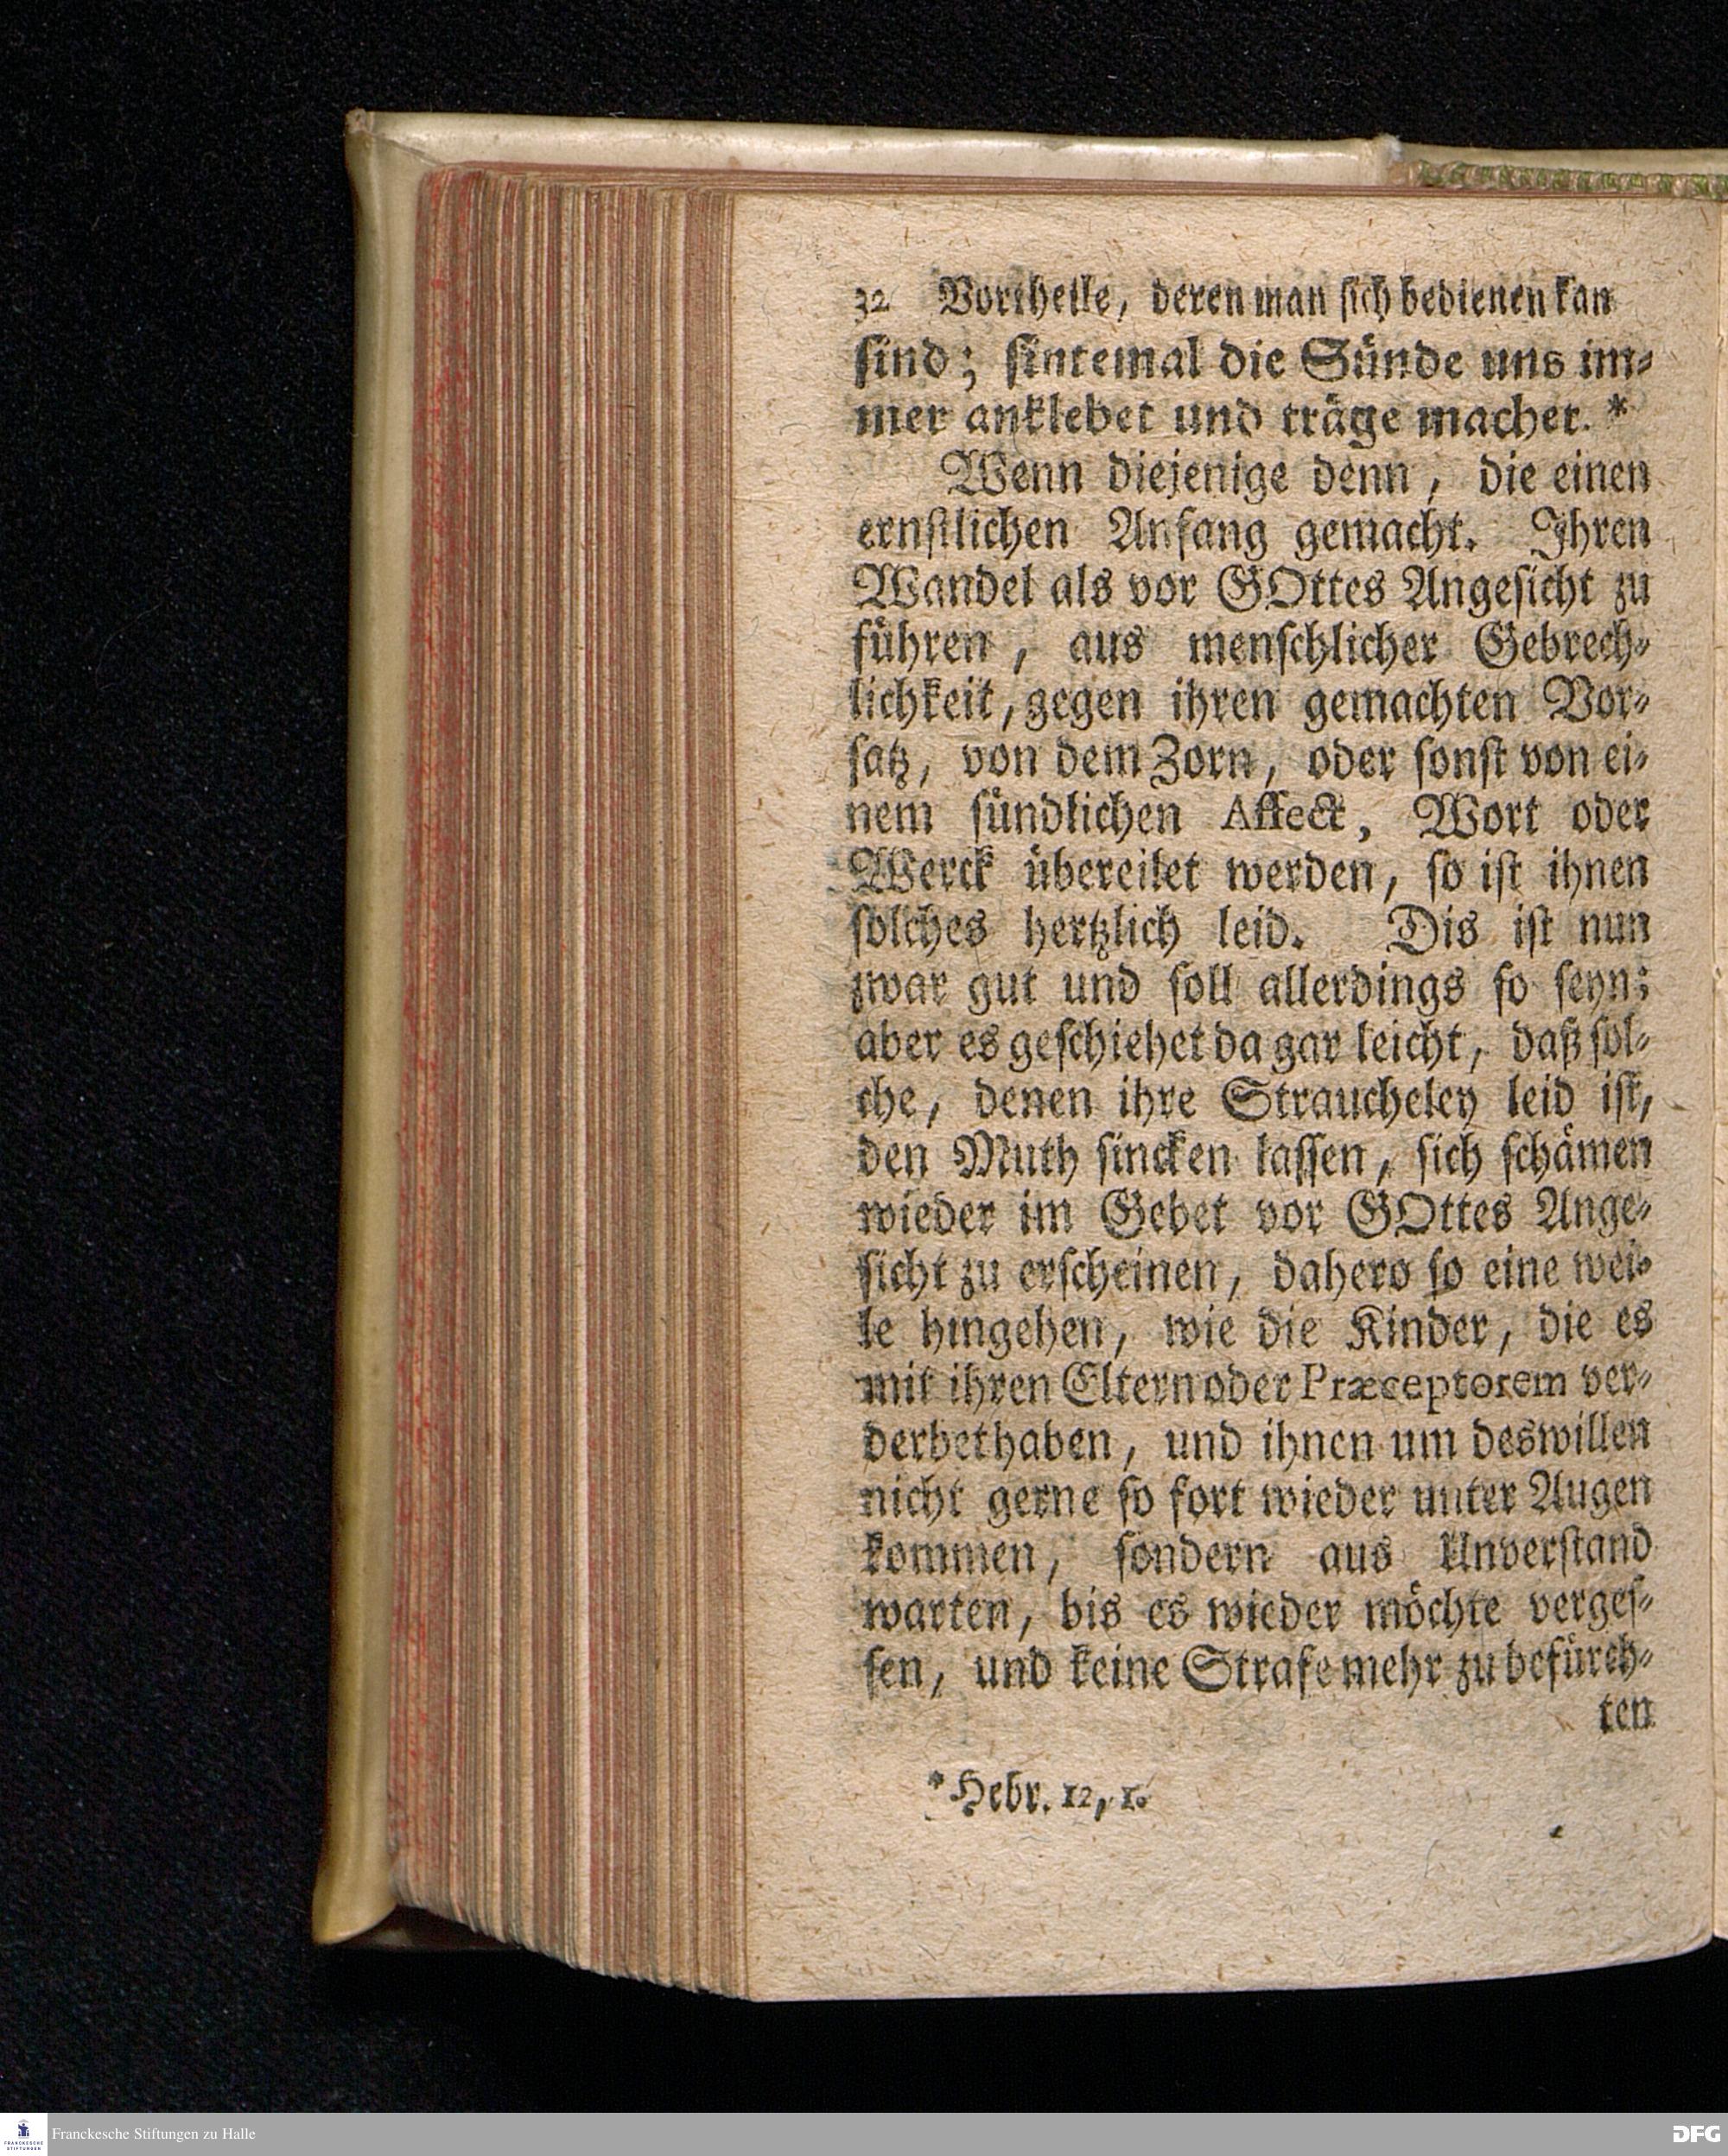 32 Vortheile, deren man sich bedienen kan
sind; sintemal die Sünde uns im⸗
mer anklebet und träge machet. *
Wenn diejenige denn, die einen
ernstlichen Anfang gemacht. Ihren
Wandel als vor GOttes Angesicht zu
führen, aus menschlicher Gebrech⸗
lichkeit, gegen ihren gemachten Vor⸗
satz, von dem Zorn, oder sonst von ei⸗
nem sündlichen Affect, Wort oder
Werck übereilet werden, so ist ihnen
solches hertzlich leid. Dis ist nun
zwar gut und soll allerdings so seyn;
aber es geschiehet da gar leicht, daß sol⸗
che, denen ihre Straucheley leid ist,
den Muth sincken lassen, sich schämen
wieder im Gebet vor GOttes Ange⸗
sicht zu erscheinen, dahero so eine wei⸗
le hingehen, wie die Kinder, die es
mit ihren Eltern oder Præceptorem ver⸗
derbet haben, und ihnen um deswillen
nicht gerne so fort wieder unter Augen
kommen, sondern aus Unverstand
warten, bis es wieder möchte verges⸗
sen, und keine Strafe mehr zu befürch⸗
ten
* Hebr. 12, 1.
Franckesche Stiftungen zu Halle
FRANCKESCHE
STIFTUNGEN
DFG